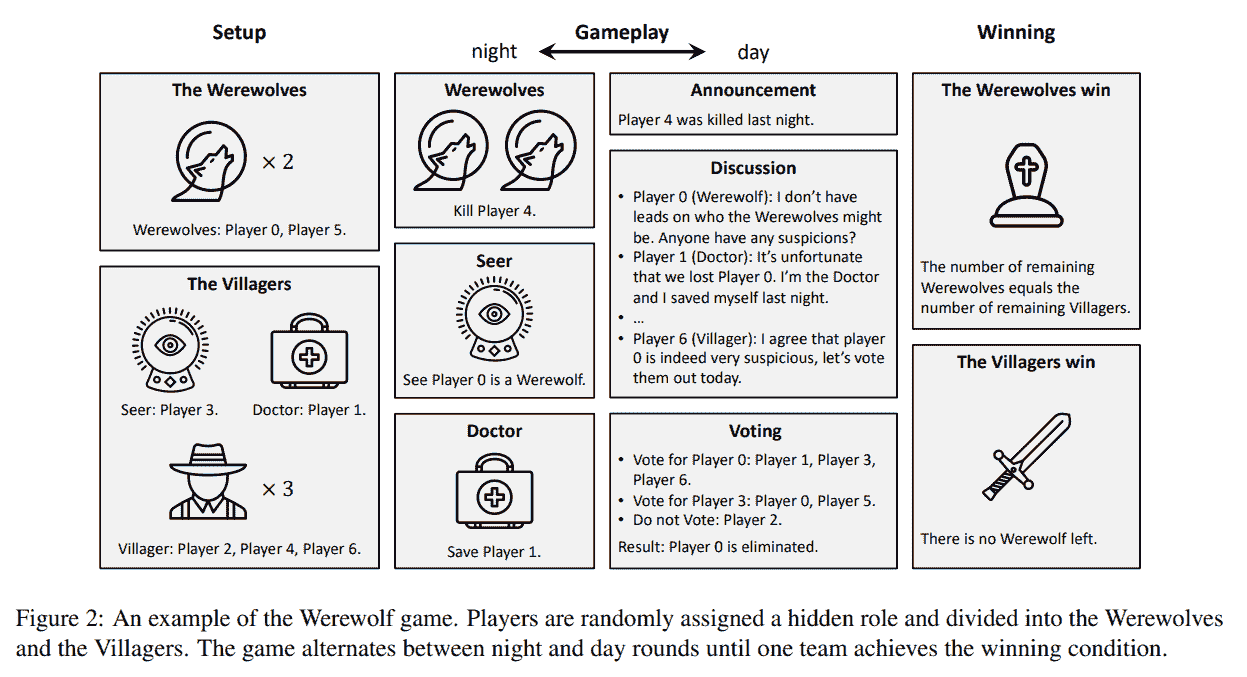 Setup
Gameplay
night
day
Winning
The Werewolves
× 2
Werewolves: Player 0, Player 5.
The Villagers
Seer: Player 3.
Doctor: Player 1.
× 3
Villager: Player 2, Player 4, Player 6.
Werewolves
Kill Player 4.
Seer
See Player 0 is a Werewolf.
Doctor
Save Player 1.
Announcement
Player 4 was killed last night.
Discussion
• Player 0 (Werewolf): I don’t have
leads on who the Werewolves might
be. Anyone have any suspicions?
• Player 1 (Doctor): It’s unfortunate
that we lost Player 0. I’m the Doctor
and I saved myself last night.
• ...
• Player 6 (Villager): I agree that player
0 is indeed very suspicious, let’s vote
them out today.
Voting
• Vote for Player 0: Player 1, Player 3,
Player 6.
• Vote for Player 3: Player 0, Player 5.
• Do not Vote: Player 2.
Result: Player 0 is eliminated.
The Werewolves win
The number of remaining
Werewolves equals the
number of remaining Villagers.
The Villagers win
There is no Werewolf left.
Figure 2: An example of the Werewolf game. Players are randomly assigned a hidden role and divided into the Werewolves
and the Villagers. The game alternates between night and day rounds until one team achieves the winning condition.